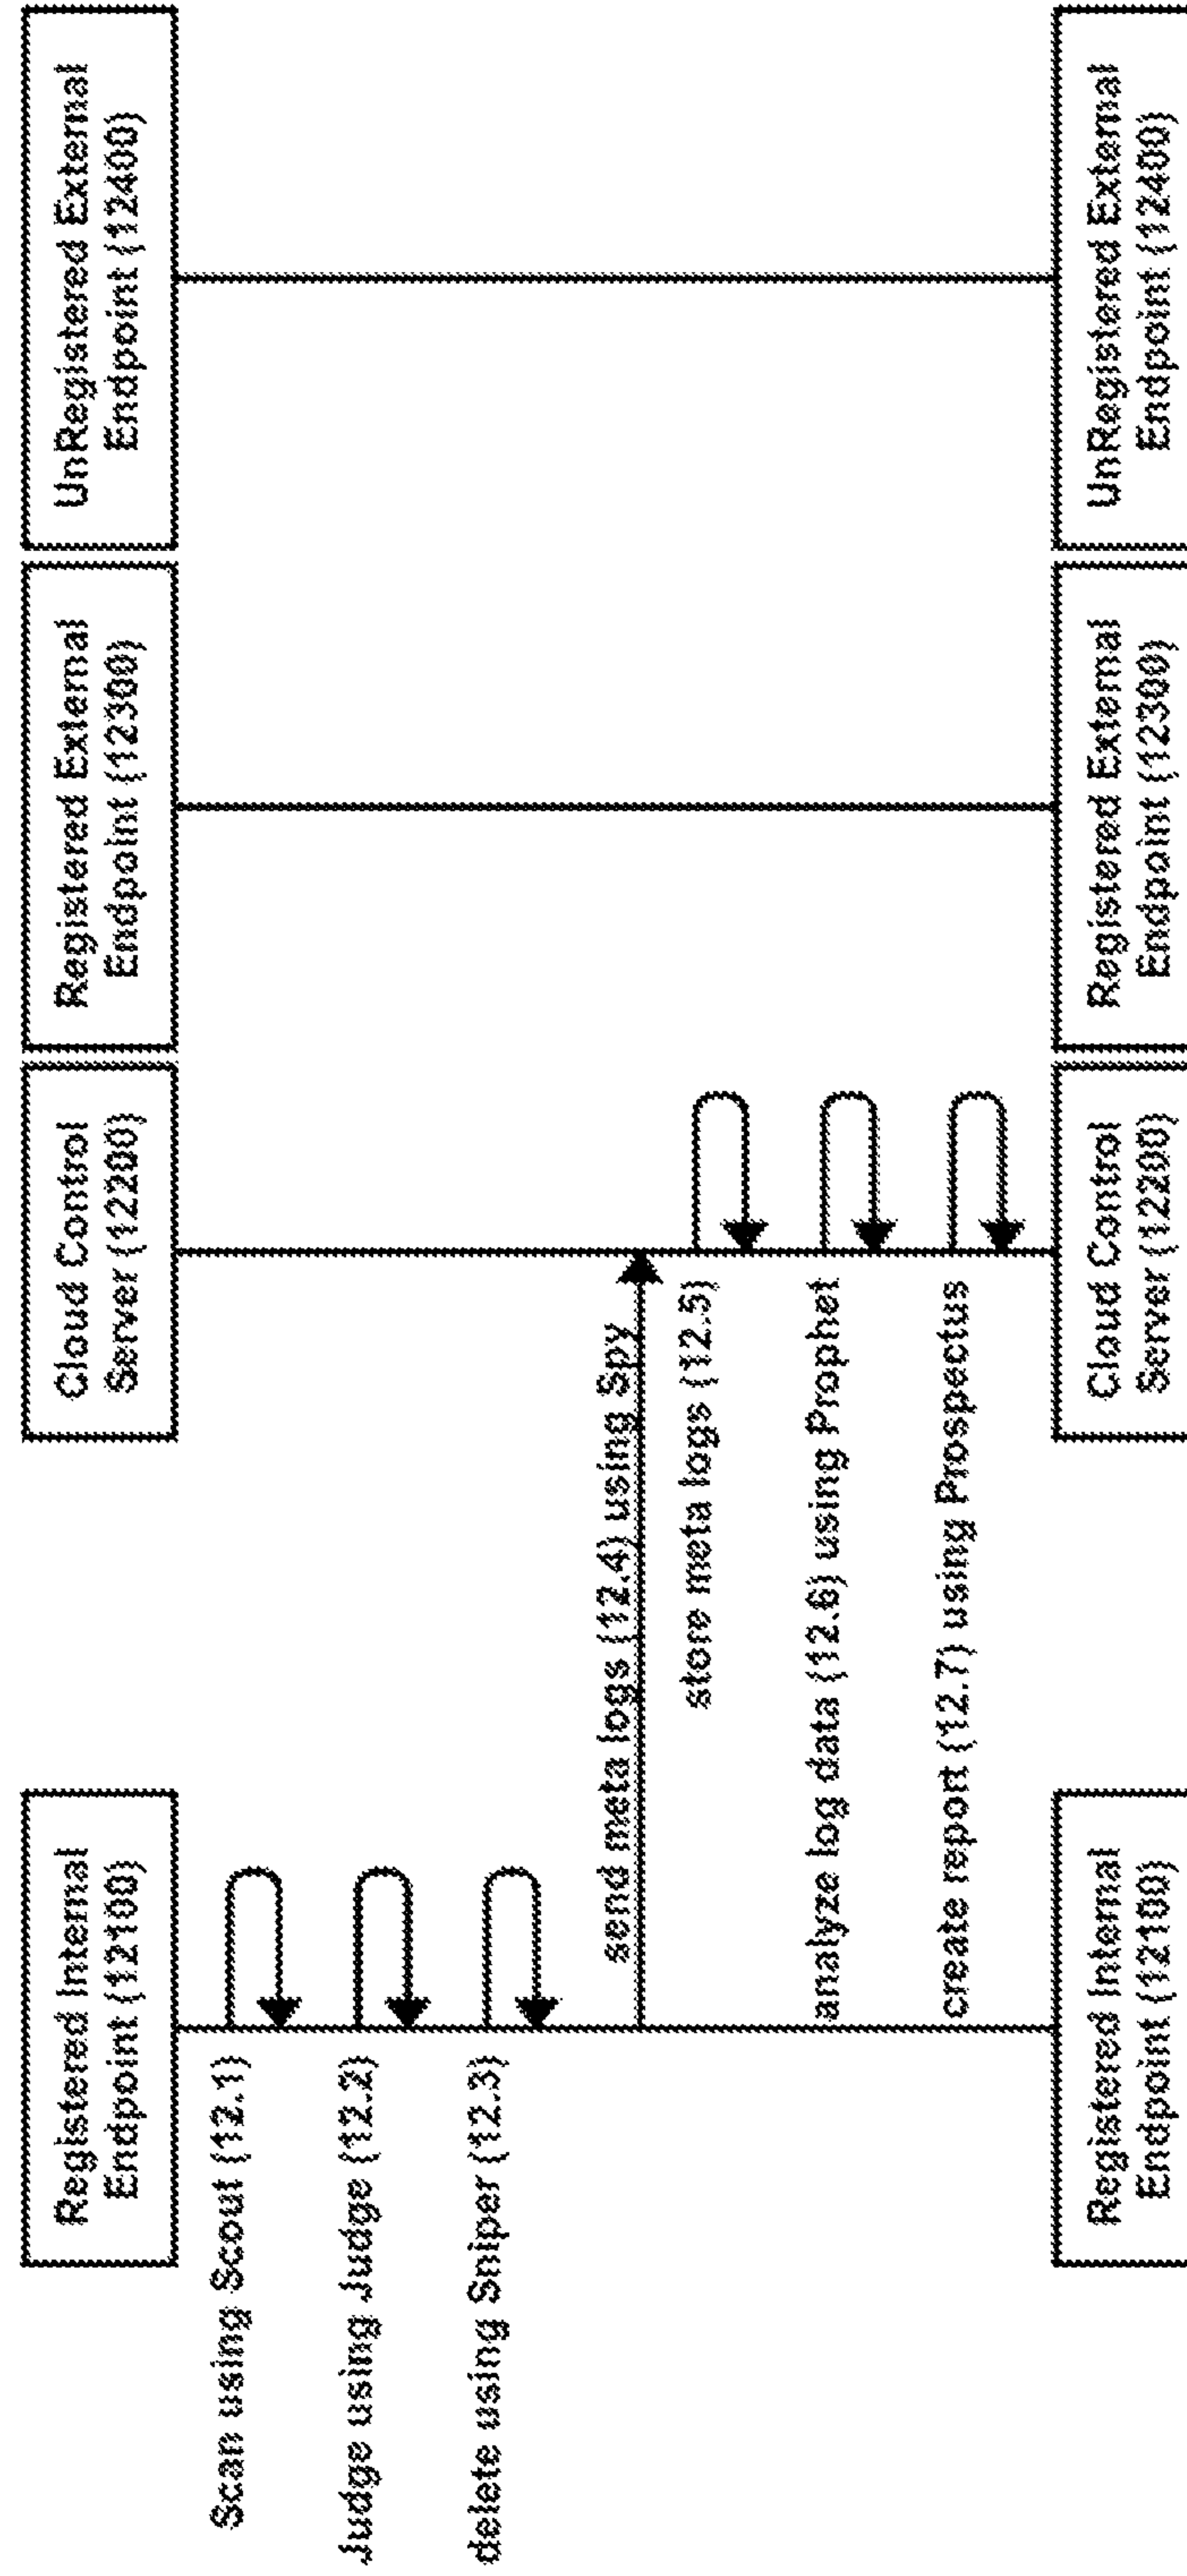 Registered Internal
Endpoint (12100)
Cloud Control
Server (12200)
Registered External
Endpoint (12300)
UnRegistered External
Endpoint (12400)
Scan using Scout (12.1)
Judge using Judge (12.2)
delete using Sniper (12.3)
send meta logs (12.4) using Spy
store meta logs (12.5)
analyze log data (12.6) using Prophet
create report (12.7) using Prospectus
Registered Internal
Endpoint (12100)
Cloud Control
Server (12200)
Registered External
Endpoint (12300)
UnRegistered External
Endpoint (12400)